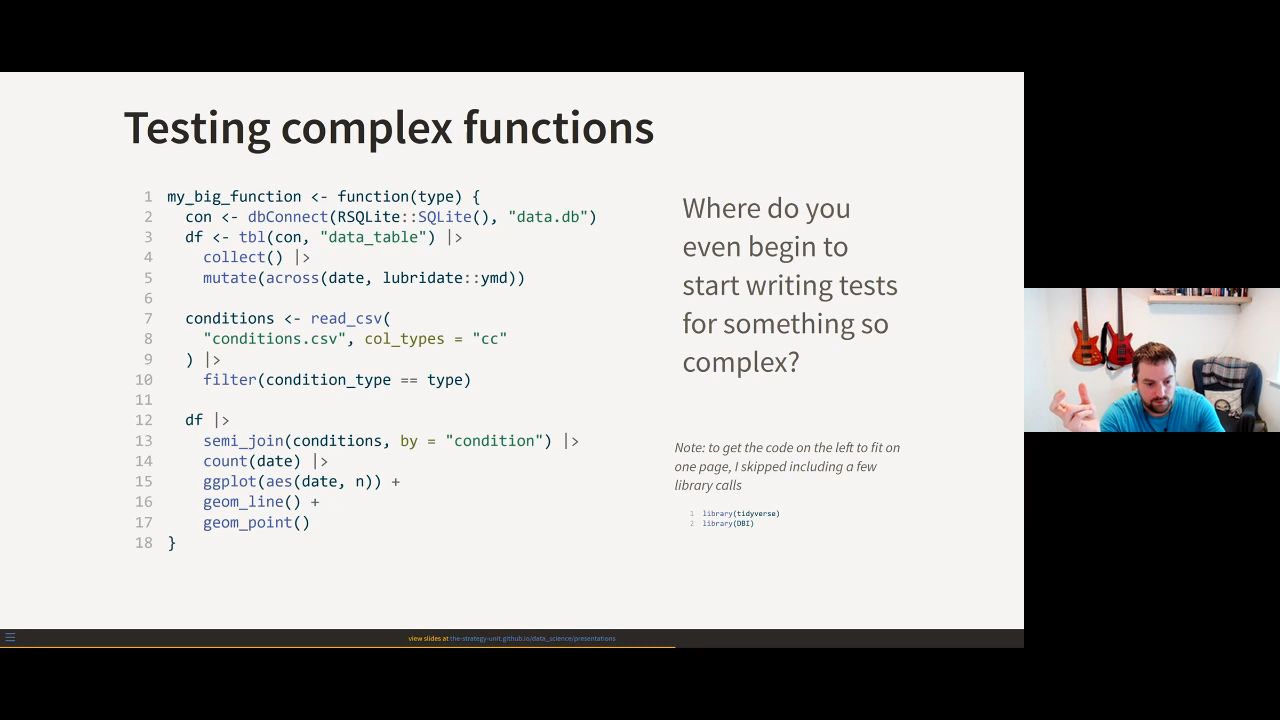 Testing complex functions
1 my_big_function <- function(type) {
2   con <- dbConnect(RSQLite::SQLite(), "data.db")
3   df <- tbl(con, "data_table") |>
4     collect() |>
5     mutate(across(date, lubridate::ymd))
6
7   conditions <- read_csv(
8     "conditions.csv", col_types = "cc"
9   ) |>
10     filter(condition_type == type)
11
12   df |>
13     semi_join(conditions, by = "condition") |>
14     count(date) |>
15     ggplot(aes(date, n)) +
16     geom_line() +
17     geom_point()
18 }
Where do you
even begin to
start writing tests
for something so
complex?
Note: to get the code on the left to fit on
one page, I skipped including a few
library calls
1 library(tidyverse)
2 library(DBI)
view slides at the-strategy-unit.github.io/data_science/presentations